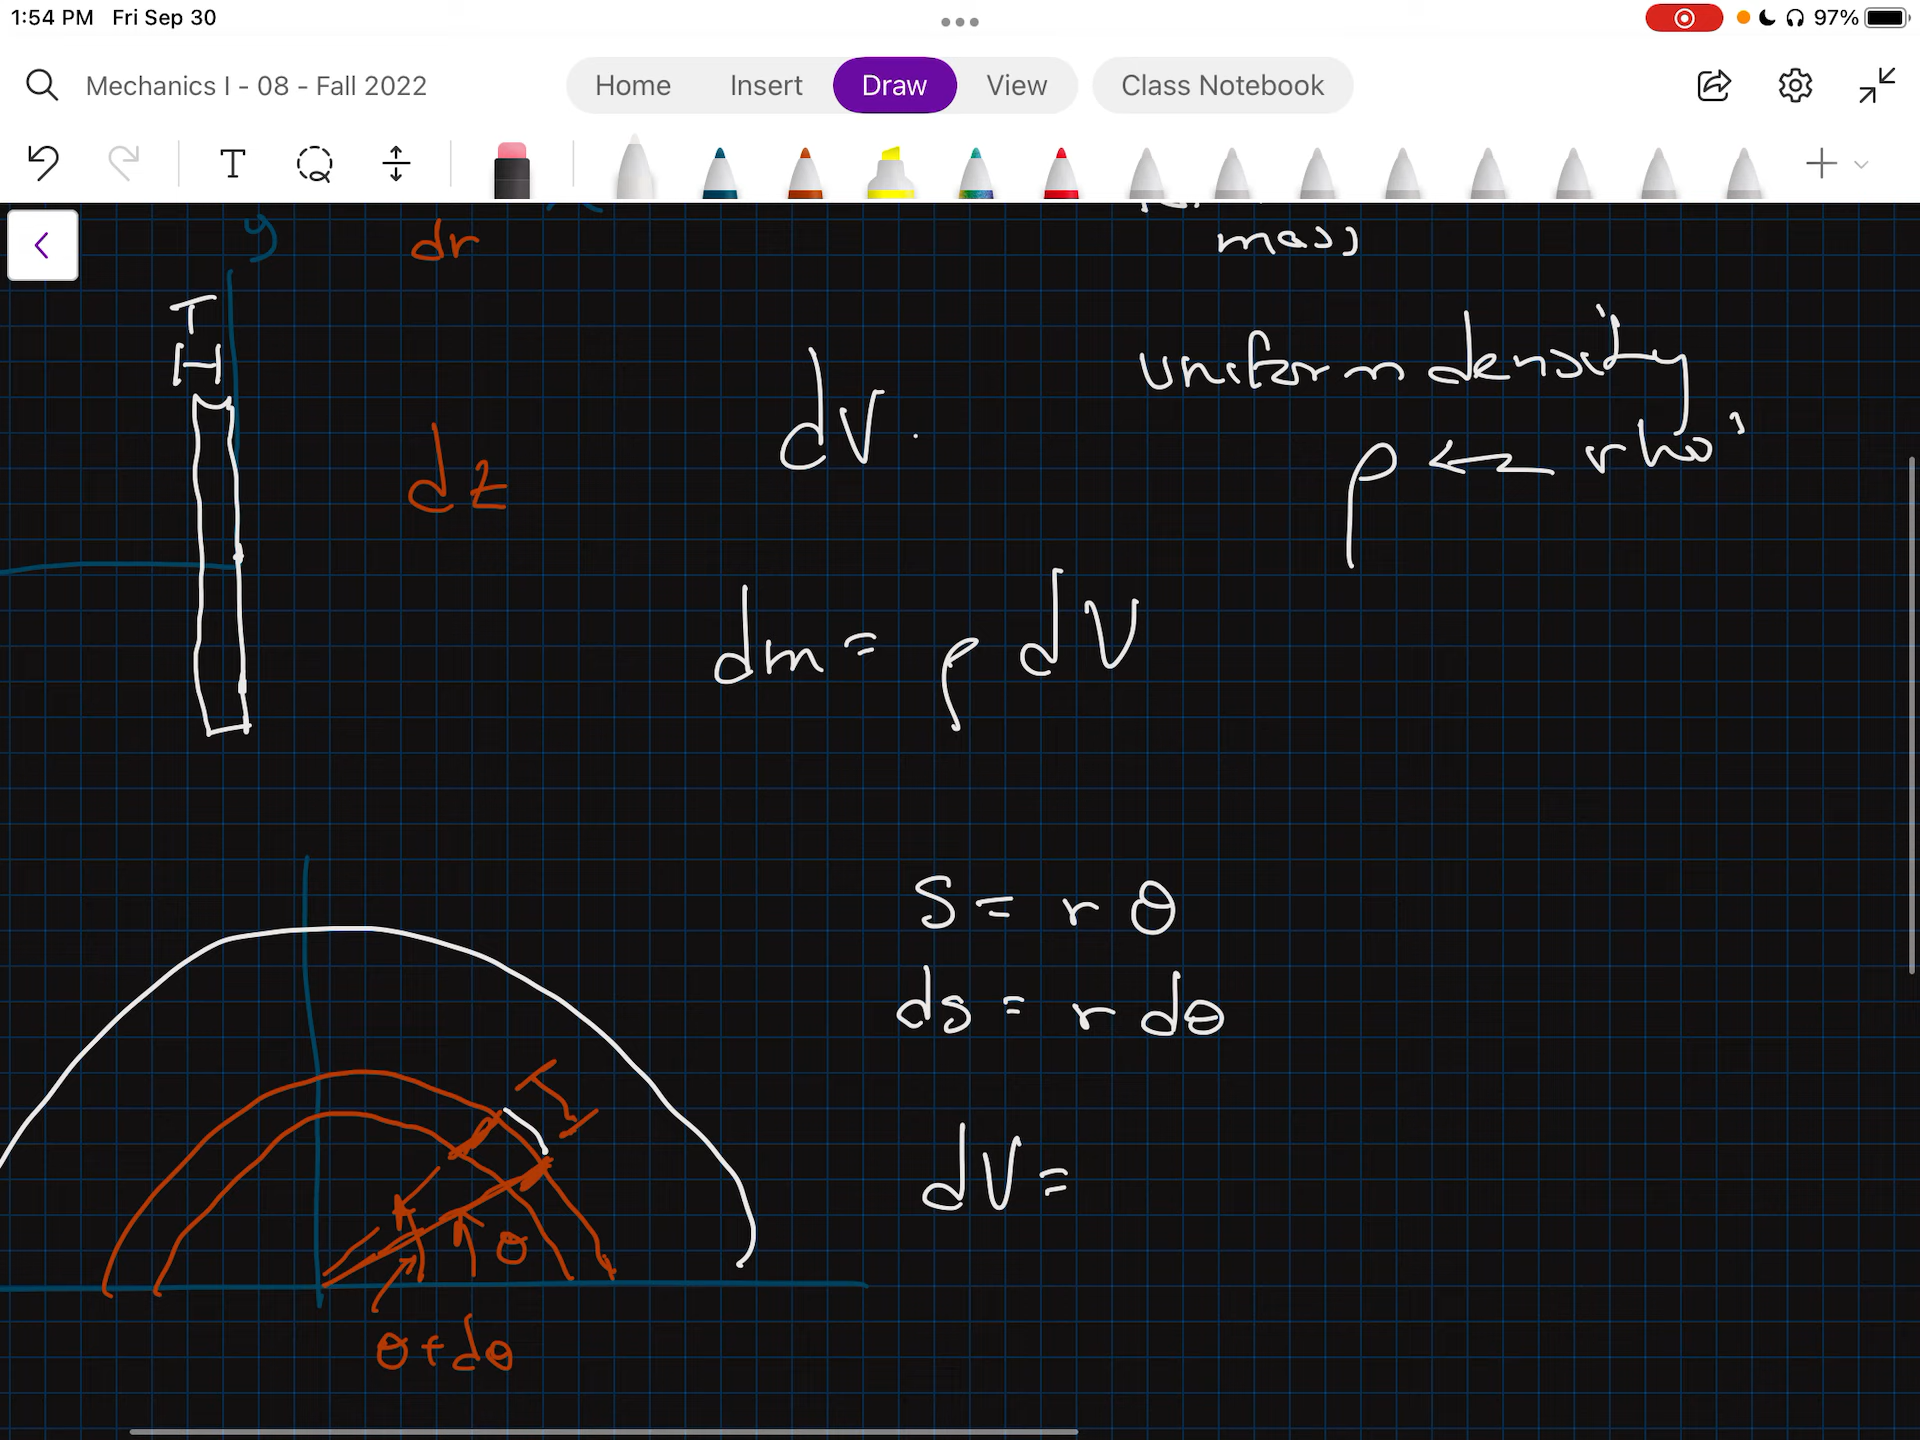 1:54 PM Fri Sep 30
97%
Mechanics I - 08 - Fall 2022
Home Insert Draw View Class Notebook
T
y
dr
mass
T
H
uniform density
dV.
ρ ← rho
dz
dm = ρ dV
S = r θ
ds = r dθ
dV =
θ
θ + dθ